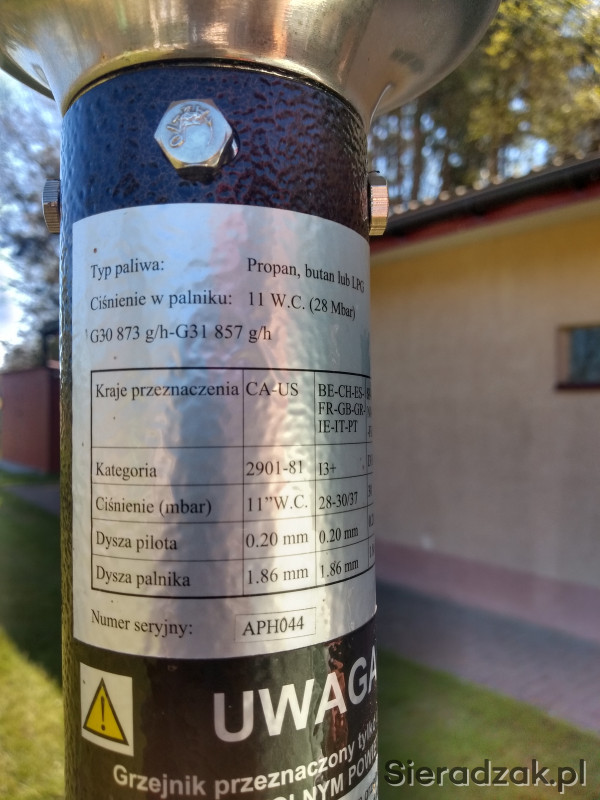 Typ paliwa: Propan, butan lub LPG
Ciśnienie w palniku: 11 W.C. (28 Mbar)
G30 873 g/h-G31 857 g/h
Kraje przeznaczenia CA-US BE-CH-ES-
FR-GB-GR-
IE-IT-PT
Kategoria 2901-81 I3+
Ciśnienie (mbar) 11”W.C. 28-30/37
Dysza pilota 0.20 mm 0.20 mm
Dysza palnika 1.86 mm 1.86 mm
Numer seryjny: APH044
UWAGA
Grzejnik przeznaczony
Sieradzak.pl